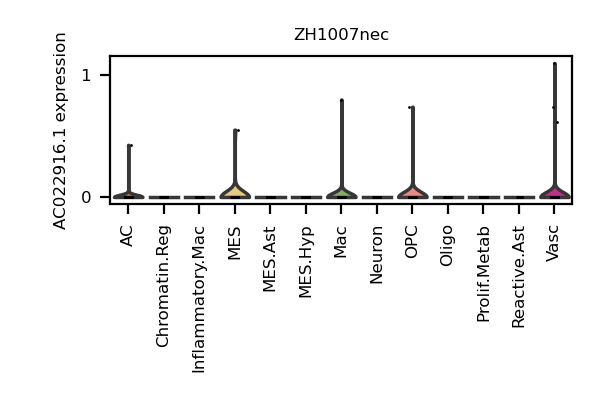 ZH1007nec
AC022916.1 expression
1
0
AC
Chromatin.Reg
Inflammatory.Mac
MES
MES.Ast
MES.Hyp
Mac
Neuron
OPC
Oligo
Prolif.Metab
Reactive.Ast
Vasc